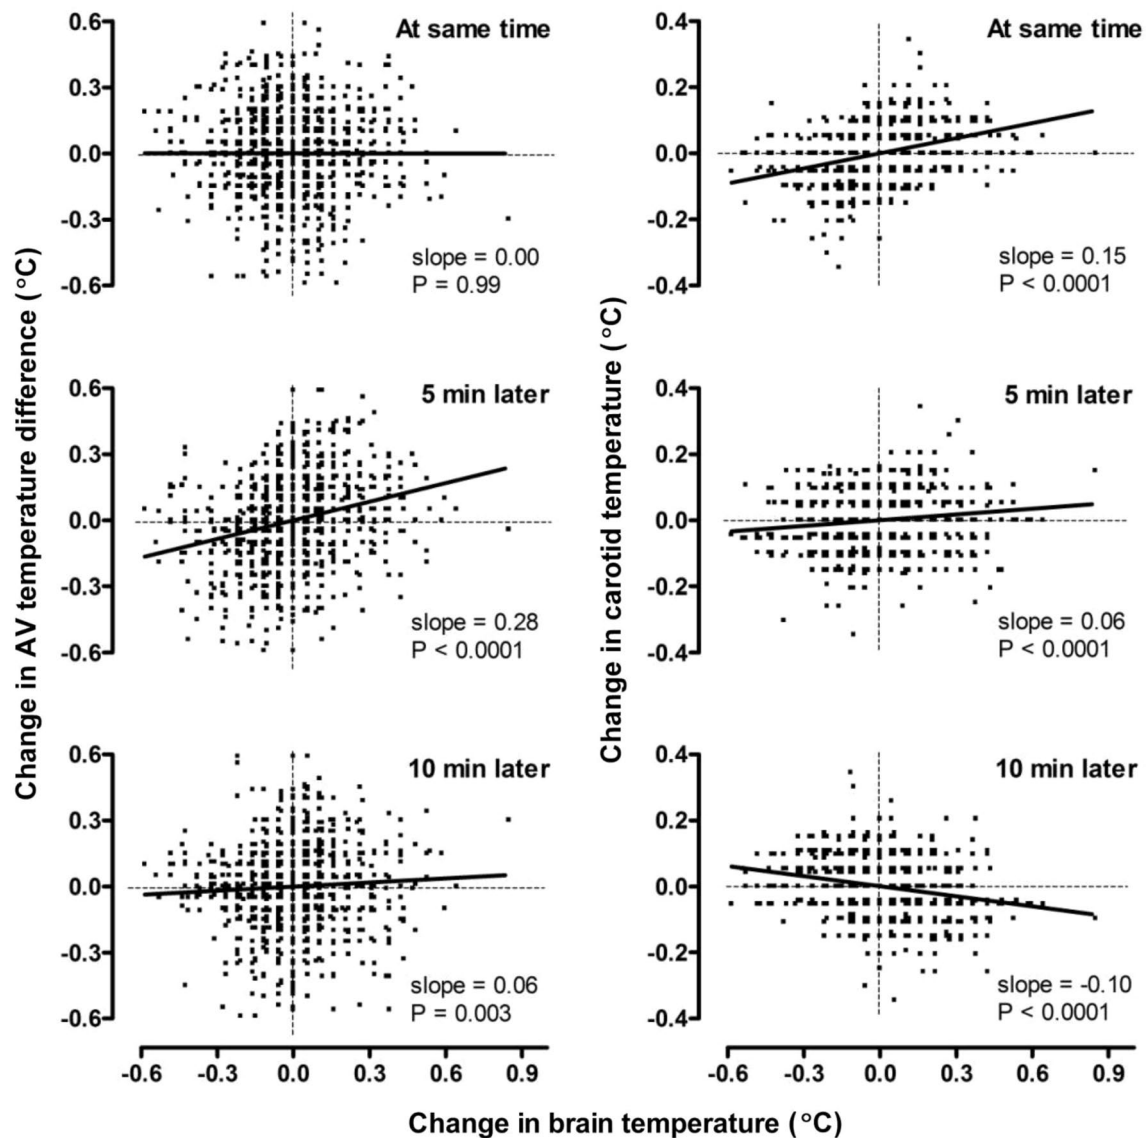 Change in AV temperature difference (°C)
At same time
0.6
0.3
0.0
-0.3
-0.6
slope = 0.00
P = 0.99
5 min later
0.6
0.3
0.0
-0.3
-0.6
slope = 0.28
P < 0.0001
10 min later
0.6
0.3
0.0
-0.3
-0.6
slope = 0.06
P = 0.003
-0.6 -0.3 0.0 0.3 0.6 0.9
Change in carotid temperature (°C)
At same time
0.4
0.2
0.0
-0.2
-0.4
slope = 0.15
P < 0.0001
5 min later
0.4
0.2
0.0
-0.2
-0.4
slope = 0.06
P < 0.0001
10 min later
0.4
0.2
0.0
-0.2
-0.4
slope = -0.10
P < 0.0001
-0.6 -0.3 0.0 0.3 0.6 0.9
Change in brain temperature (°C)